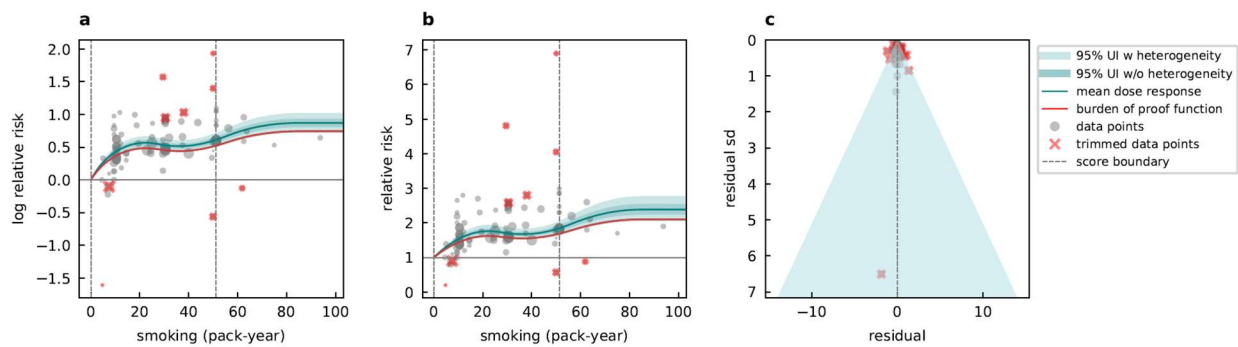 a
2.0
1.5
1.0
0.5
0.0
−0.5
−1.0
−1.5
log relative risk
0 20 40 60 80 100
smoking (pack-year)
b
7
6
5
4
3
2
1
0
relative risk
0 20 40 60 80 100
smoking (pack-year)
c
0
1
2
3
4
5
6
7
residual sd
−10 0 10
residual
95% UI w heterogeneity
95% UI w/o heterogeneity
mean dose response
burden of proof function
data points
trimmed data points
score boundary